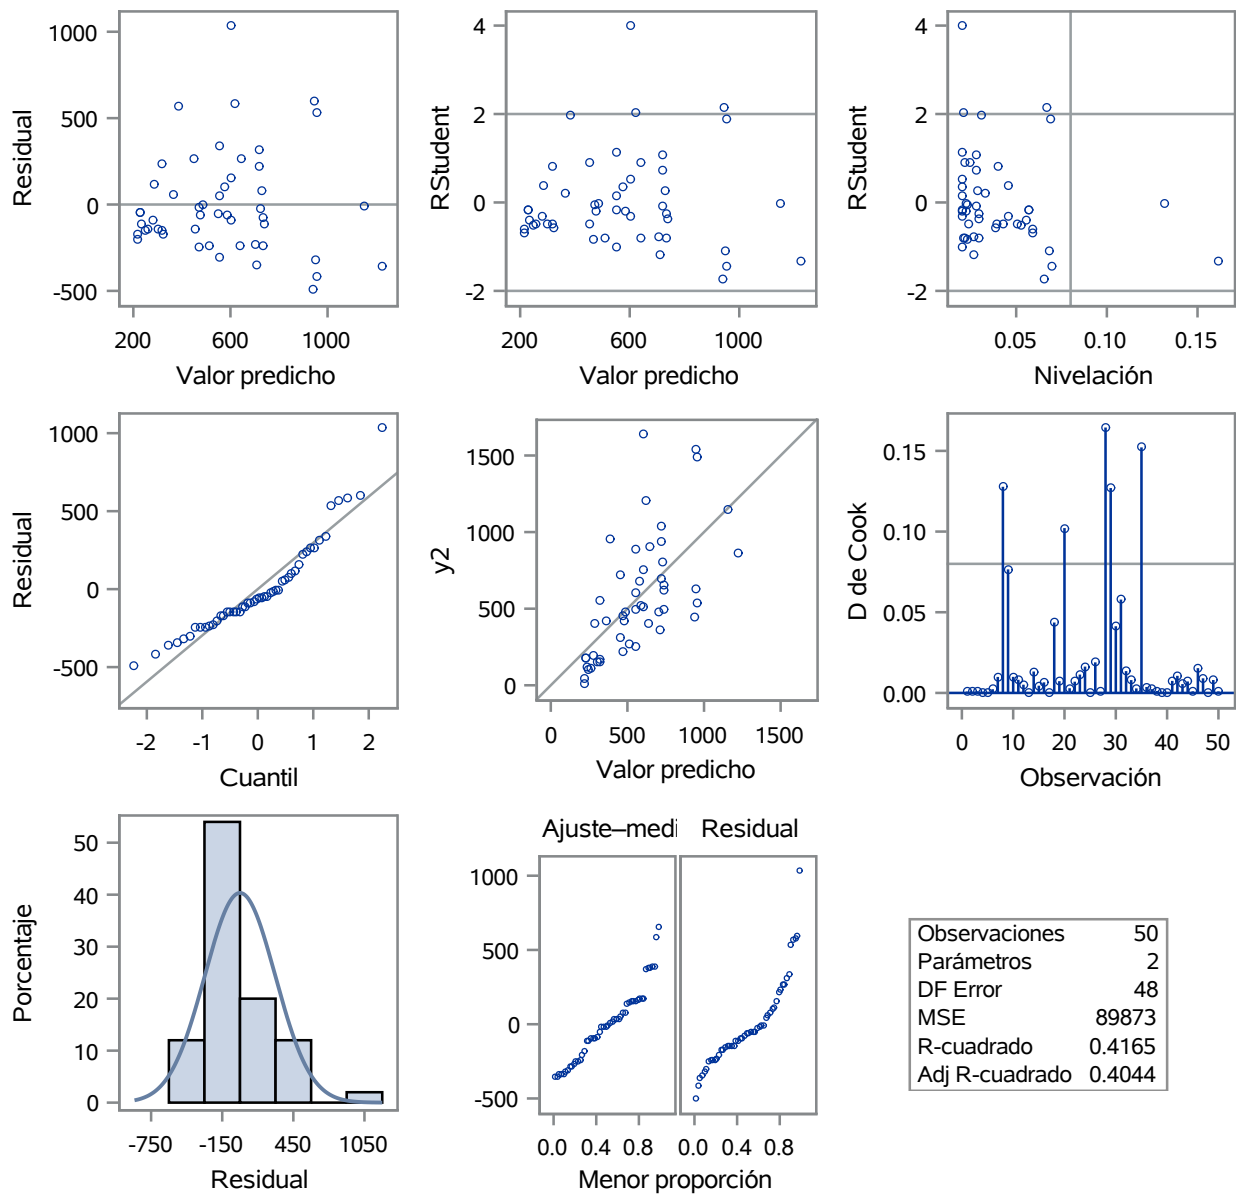 1000
500
0
-500
Residual
200 600 1000
Valor predicho
4
2
0
-2
RStudent
200 600 1000
Valor predicho
4
2
0
-2
RStudent
0.05 0.10 0.15
Nivelación
1000
500
0
-500
Residual
-2 -1 0 1 2
Cuantil
1500
1000
500
0
y2
0 500 1000 1500
Valor predicho
0.15
0.10
0.05
0.00
D de Cook
0 10 20 30 40 50
Observación
50
40
30
20
10
0
Porcentaje
-750 -150 450 1050
Residual
Ajuste–medi Residual
1000
500
0
-500
0.0 0.4 0.8 0.0 0.4 0.8
Menor proporción
Observaciones 50
Parámetros 2
DF Error 48
MSE 89873
R-cuadrado 0.4165
Adj R-cuadrado 0.4044